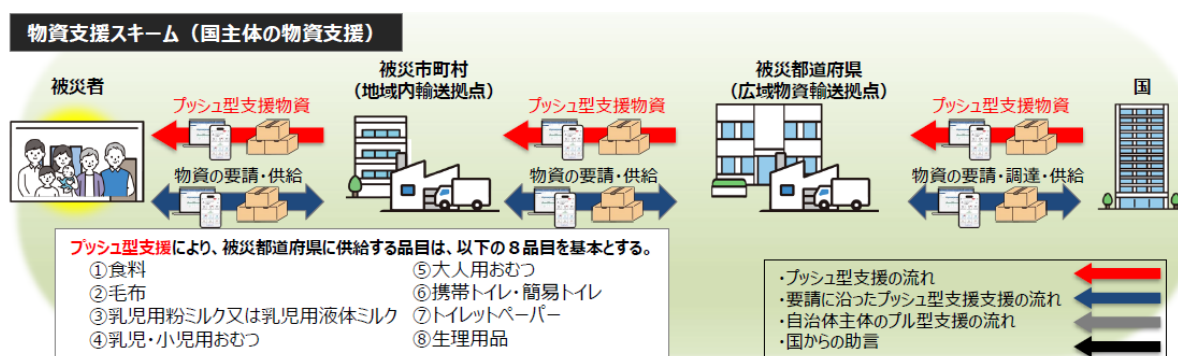 物資支援スキーム（国主体の物資支援）
被災者
被災市町村
（地域内輸送拠点）
被災都道府県
（広域物資輸送拠点）
国
プッシュ型支援物資
プッシュ型支援物資
プッシュ型支援物資
物資の要請・供給
物資の要請・供給
物資の要請・調達・供給
プッシュ型支援により、被災都道府県に供給する品目は、以下の８品目を基本とする。
①食料
②毛布
③乳児用粉ミルク又は乳児用液体ミルク
④乳児・小児用おむつ
⑤大人用おむつ
⑥携帯トイレ・簡易トイレ
⑦トイレットペーパー
⑧生理用品
・プッシュ型支援の流れ
・要請に沿ったプッシュ型支援支援の流れ
・自治体主体のプル型支援の流れ
・国からの助言